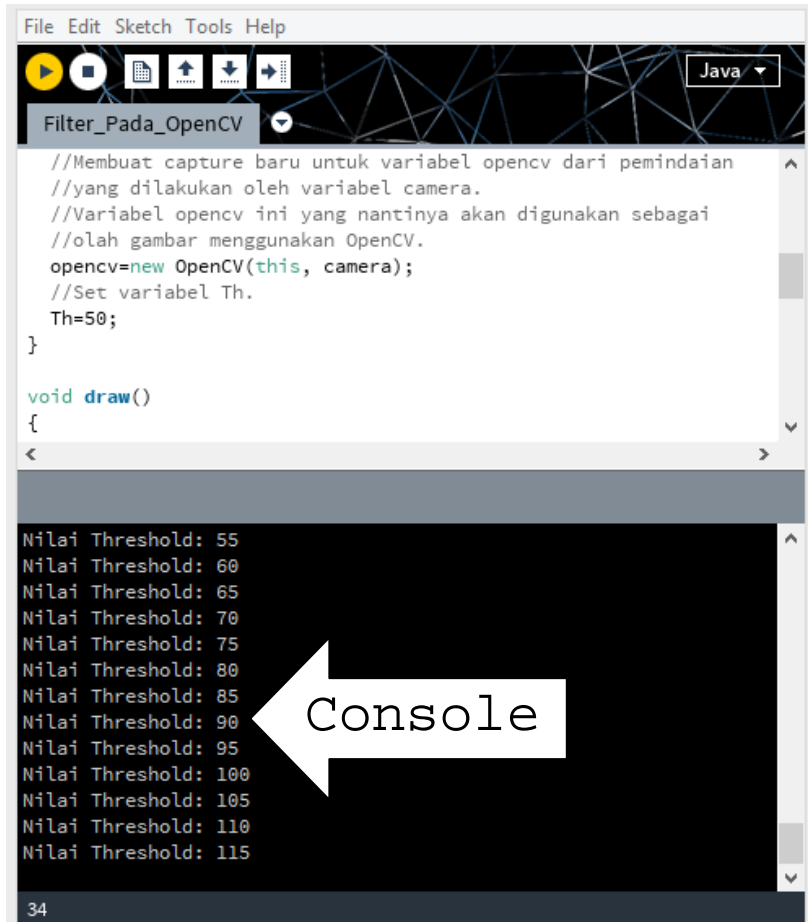 File Edit Sketch Tools Help
Java
Filter_Pada_OpenCV
//Membuat capture baru untuk variabel opencv dari pemindaian
//yang dilakukan oleh variabel camera.
//Variabel opencv ini yang nantinya akan digunakan sebagai
//olah gambar menggunakan OpenCV.
opencv=new OpenCV(this, camera);
//Set variabel Th.
Th=50;
}
void draw()
{
Nilai Threshold: 55
Nilai Threshold: 60
Nilai Threshold: 65
Nilai Threshold: 70
Nilai Threshold: 75
Nilai Threshold: 80
Nilai Threshold: 85
Nilai Threshold: 90
Nilai Threshold: 95
Nilai Threshold: 100
Nilai Threshold: 105
Nilai Threshold: 110
Nilai Threshold: 115
Console
34